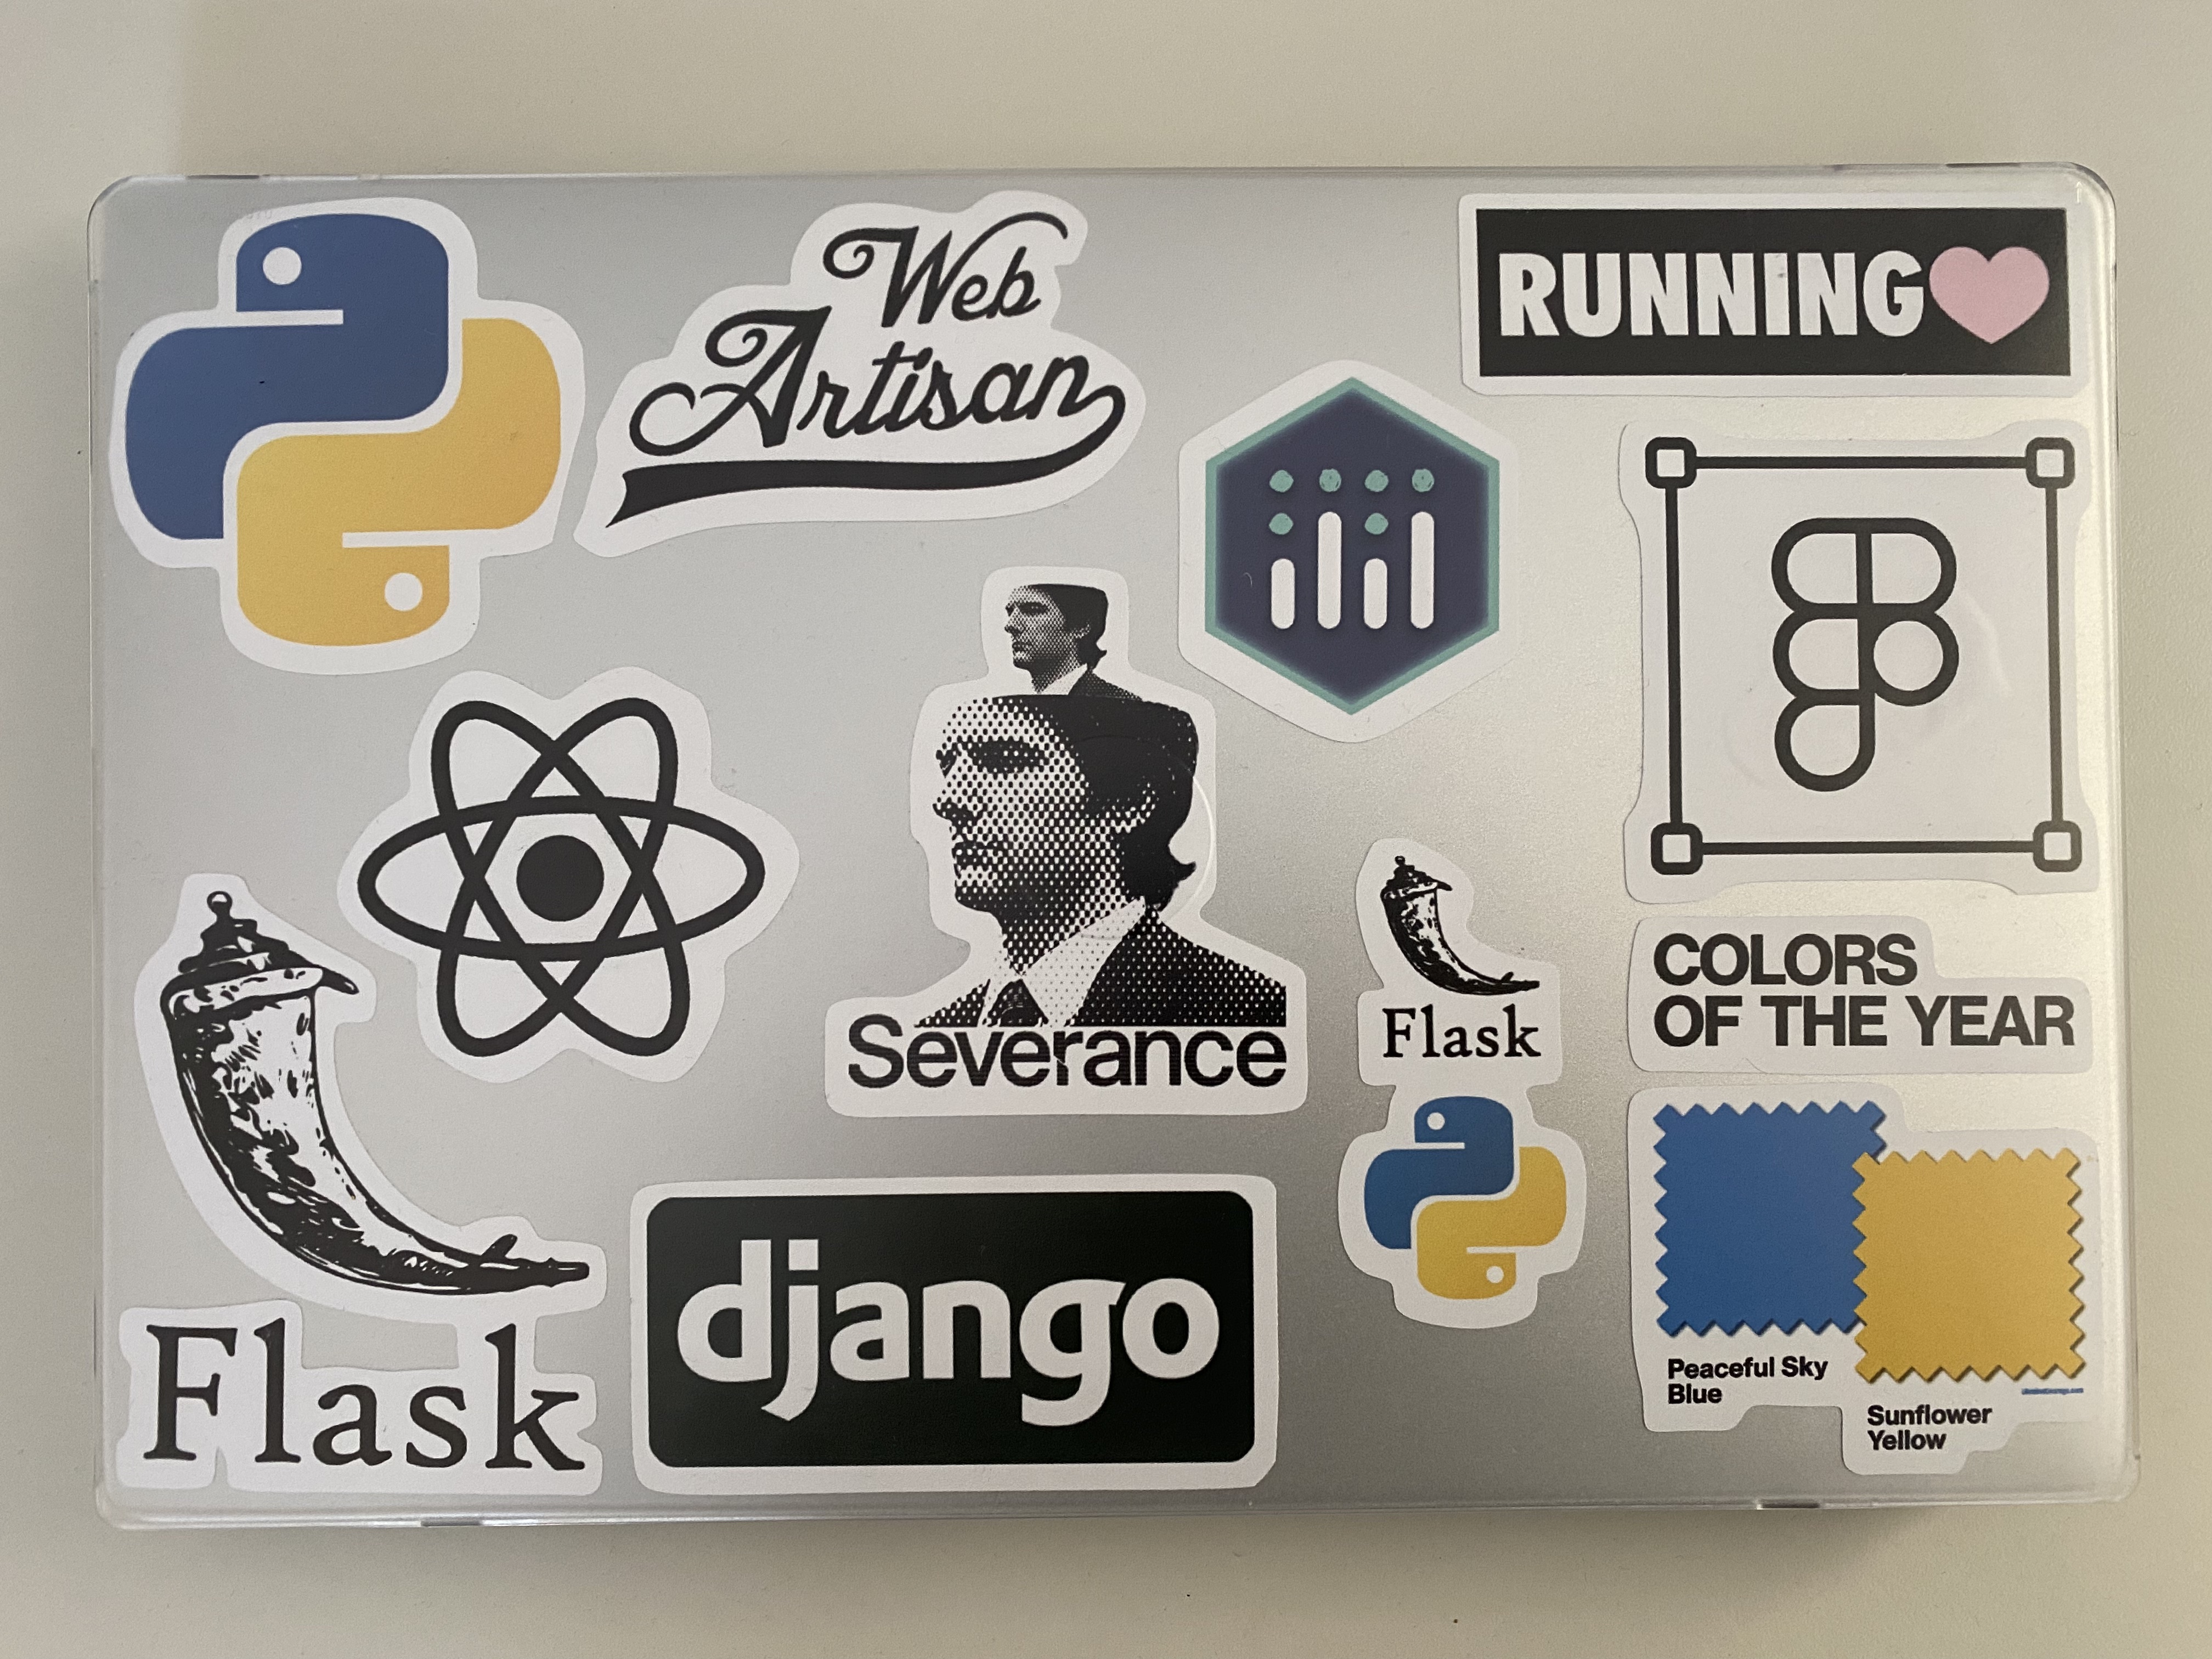 Web
Artisan
RUNNING
Severance
Flask
COLORS
OF THE YEAR
Flask
django
Peaceful Sky
Blue
Sunflower
Yellow